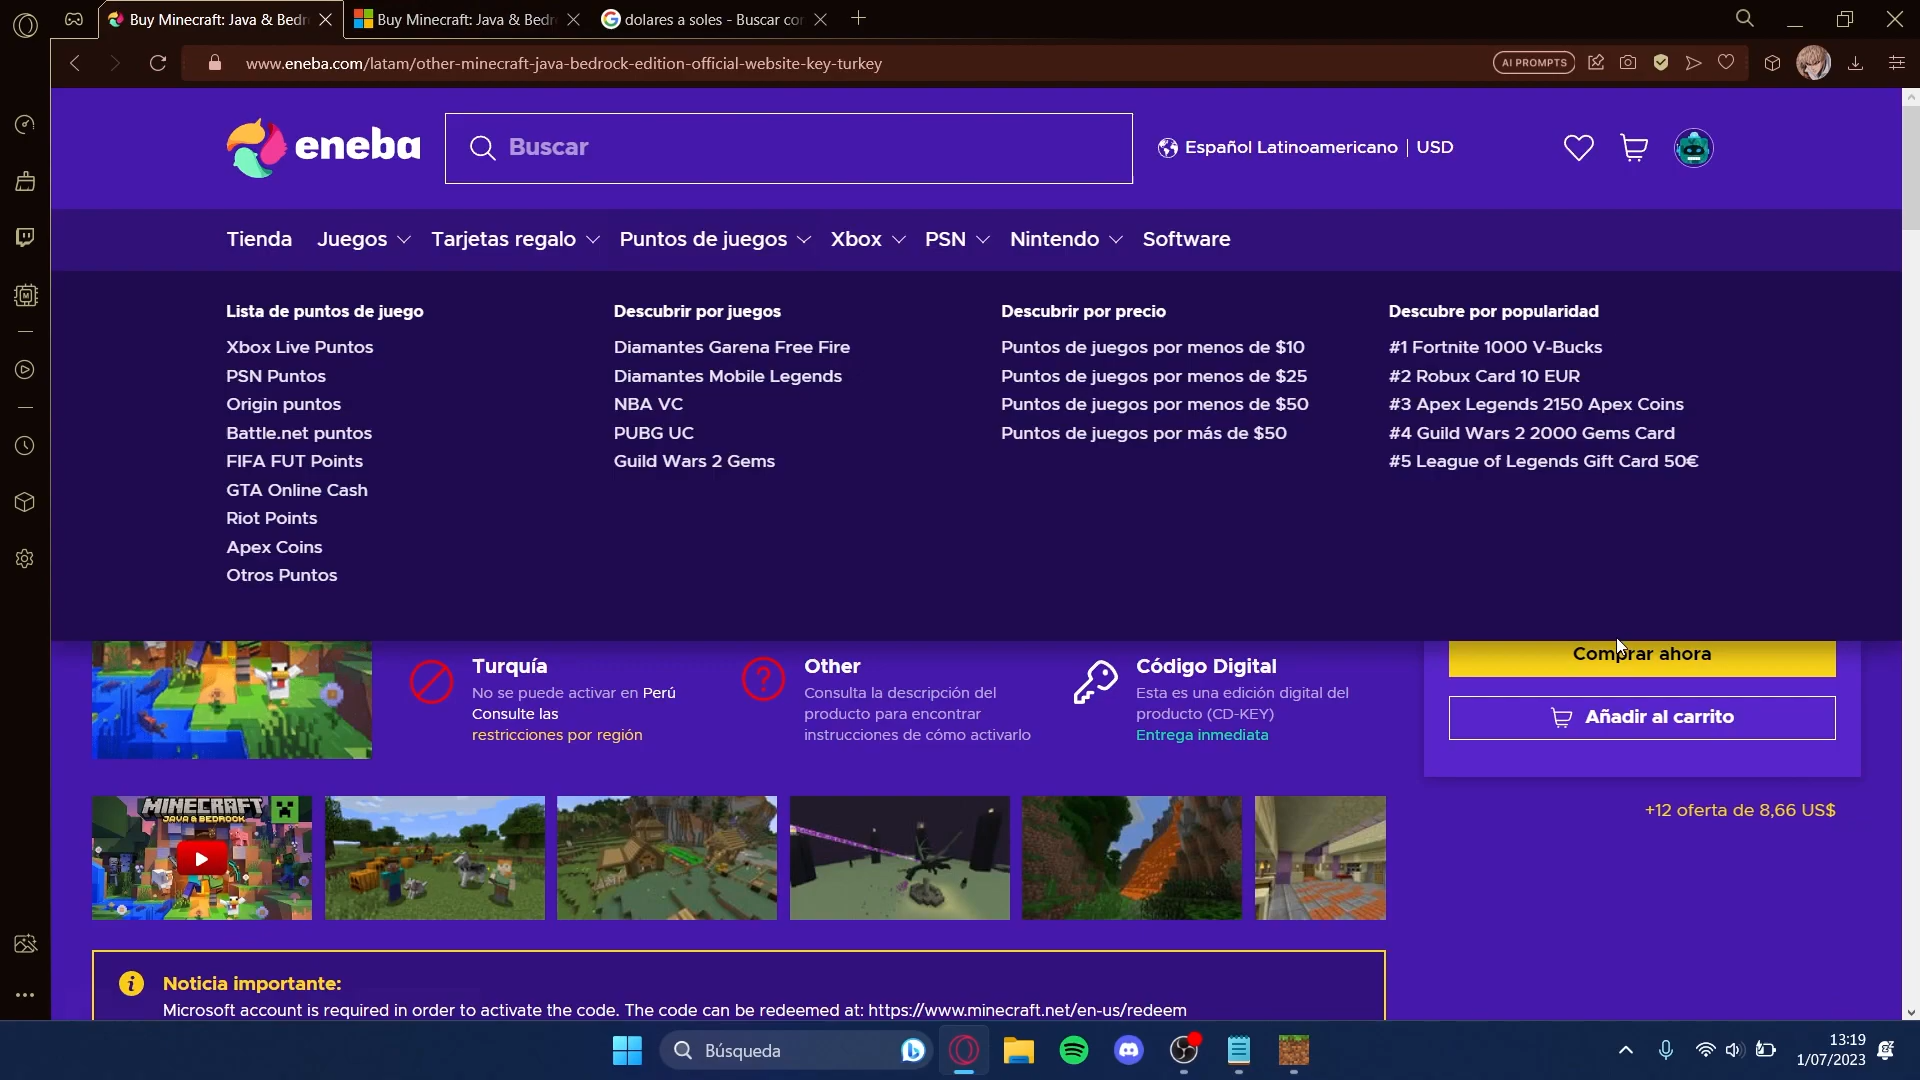 Buy Minecraft: Java & Bedr
Buy Minecraft: Java & Bedr
dolares a soles - Buscar co
www.eneba.com/latam/other-minecraft-java-bedrock-edition-official-website-key-turkey
AI PROMPTS
eneba
Buscar
Español Latinoamericano | USD
Tienda
Juegos
Tarjetas regalo
Puntos de juegos
Xbox
PSN
Nintendo
Software
Lista de puntos de juego
Xbox Live Puntos
PSN Puntos
Origin puntos
Battle.net puntos
FIFA FUT Points
GTA Online Cash
Riot Points
Apex Coins
Otros Puntos
Descubrir por juegos
Diamantes Garena Free Fire
Diamantes Mobile Legends
NBA VC
PUBG UC
Guild Wars 2 Gems
Descubrir por precio
Puntos de juegos por menos de $10
Puntos de juegos por menos de $25
Puntos de juegos por menos de $50
Puntos de juegos por más de $50
Descubre por popularidad
#1 Fortnite 1000 V-Bucks
#2 Robux Card 10 EUR
#3 Apex Legends 2150 Apex Coins
#4 Guild Wars 2 2000 Gems Card
#5 League of Legends Gift Card 50€
Turquía
No se puede activar en Perú
Consulte las
restricciones por región
Other
Consulta la descripción del
producto para encontrar
instrucciones de cómo activarlo
Código Digital
Esta es una edición digital del
producto (CD-KEY)
Entrega inmediata
Comprar ahora
Añadir al carrito
+12 oferta de 8,66 US$
MINECRAFT
JAVA & BEDROCK
Noticia importante:
Microsoft account is required in order to activate the code. The code can be redeemed at: https://www.minecraft.net/en-us/redeem
Búsqueda
13:19
1/07/2023